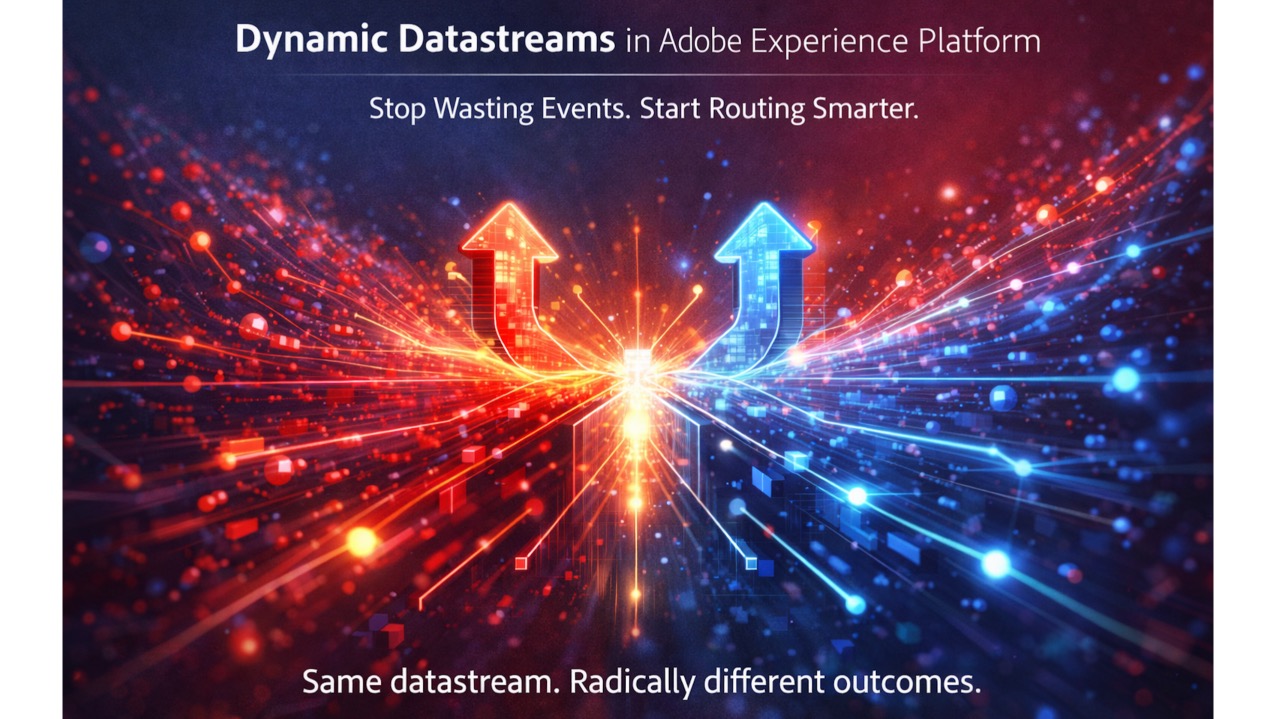 Dynamic Datastreams in Adobe Experience Platform
Stop Wasting Events. Start Routing Smarter.
Same datastream. Radically different outcomes.